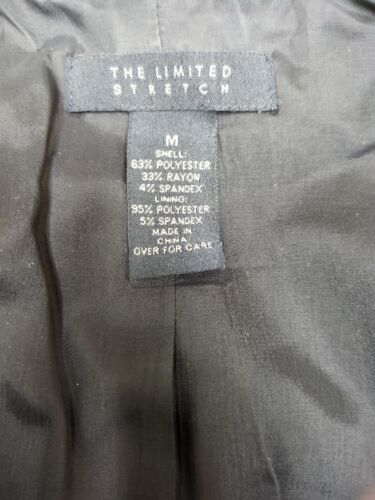 THE LIMITED
STRETCH
M
SHELL:
63% POLYESTER
33% RAYON
4% SPANDEX
LINING:
95% POLYESTER
5% SPANDEX
MADE IN
CHINA
OVER FOR CARE